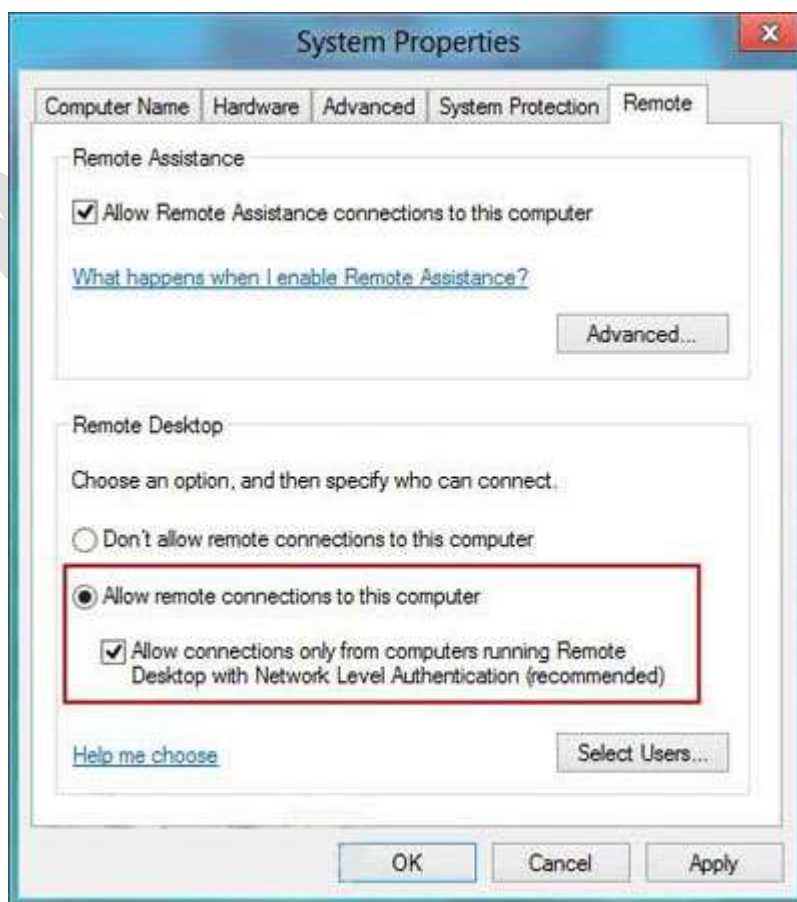 System Properties
x
Computer Name Hardware Advanced System Protection Remote
Remote Assistance
Allow Remote Assistance connections to this computer
What happens when I enable Remote Assistance?
Advanced...
Remote Desktop
Choose an option, and then specify who can connect.
Don't allow remote connections to this computer
Allow remote connections to this computer
Allow connections only from computers running Remote
Desktop with Network Level Authentication (recommended)
Help me choose
Select Users...
OK Cancel Apply